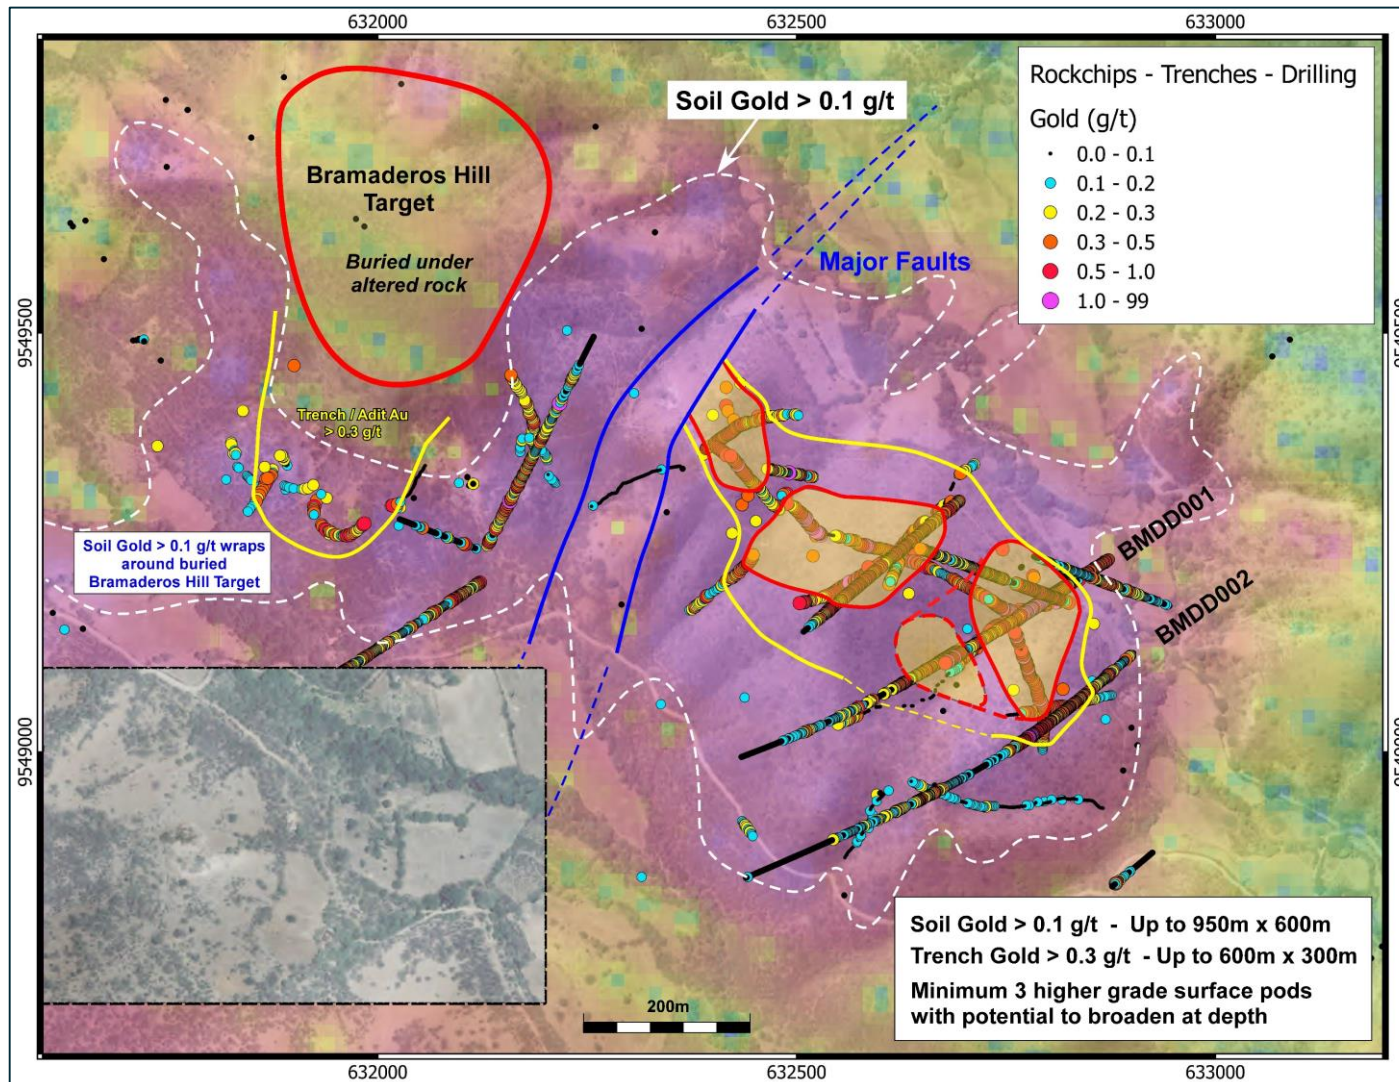 632000
632500
633000
Rockchips - Trenches - Drilling
Gold (g/t)
0.0 - 0.1
0.1 - 0.2
0.2 - 0.3
0.3 - 0.5
0.5 - 1.0
1.0 - 99
Soil Gold > 0.1 g/t
Bramaderos Hill
Target
Buried under
altered rock
Major Faults
9549500
Trench / Adit Au
> 0.3 g/t
Soil Gold > 0.1 g/t wraps
around buried
Bramaderos Hill Target
BMDD001
BMDD002
9549000
200m
Soil Gold > 0.1 g/t - Up to 950m x 600m
Trench Gold > 0.3 g/t - Up to 600m x 300m
Minimum 3 higher grade surface pods
with potential to broaden at depth
632000
632500
633000